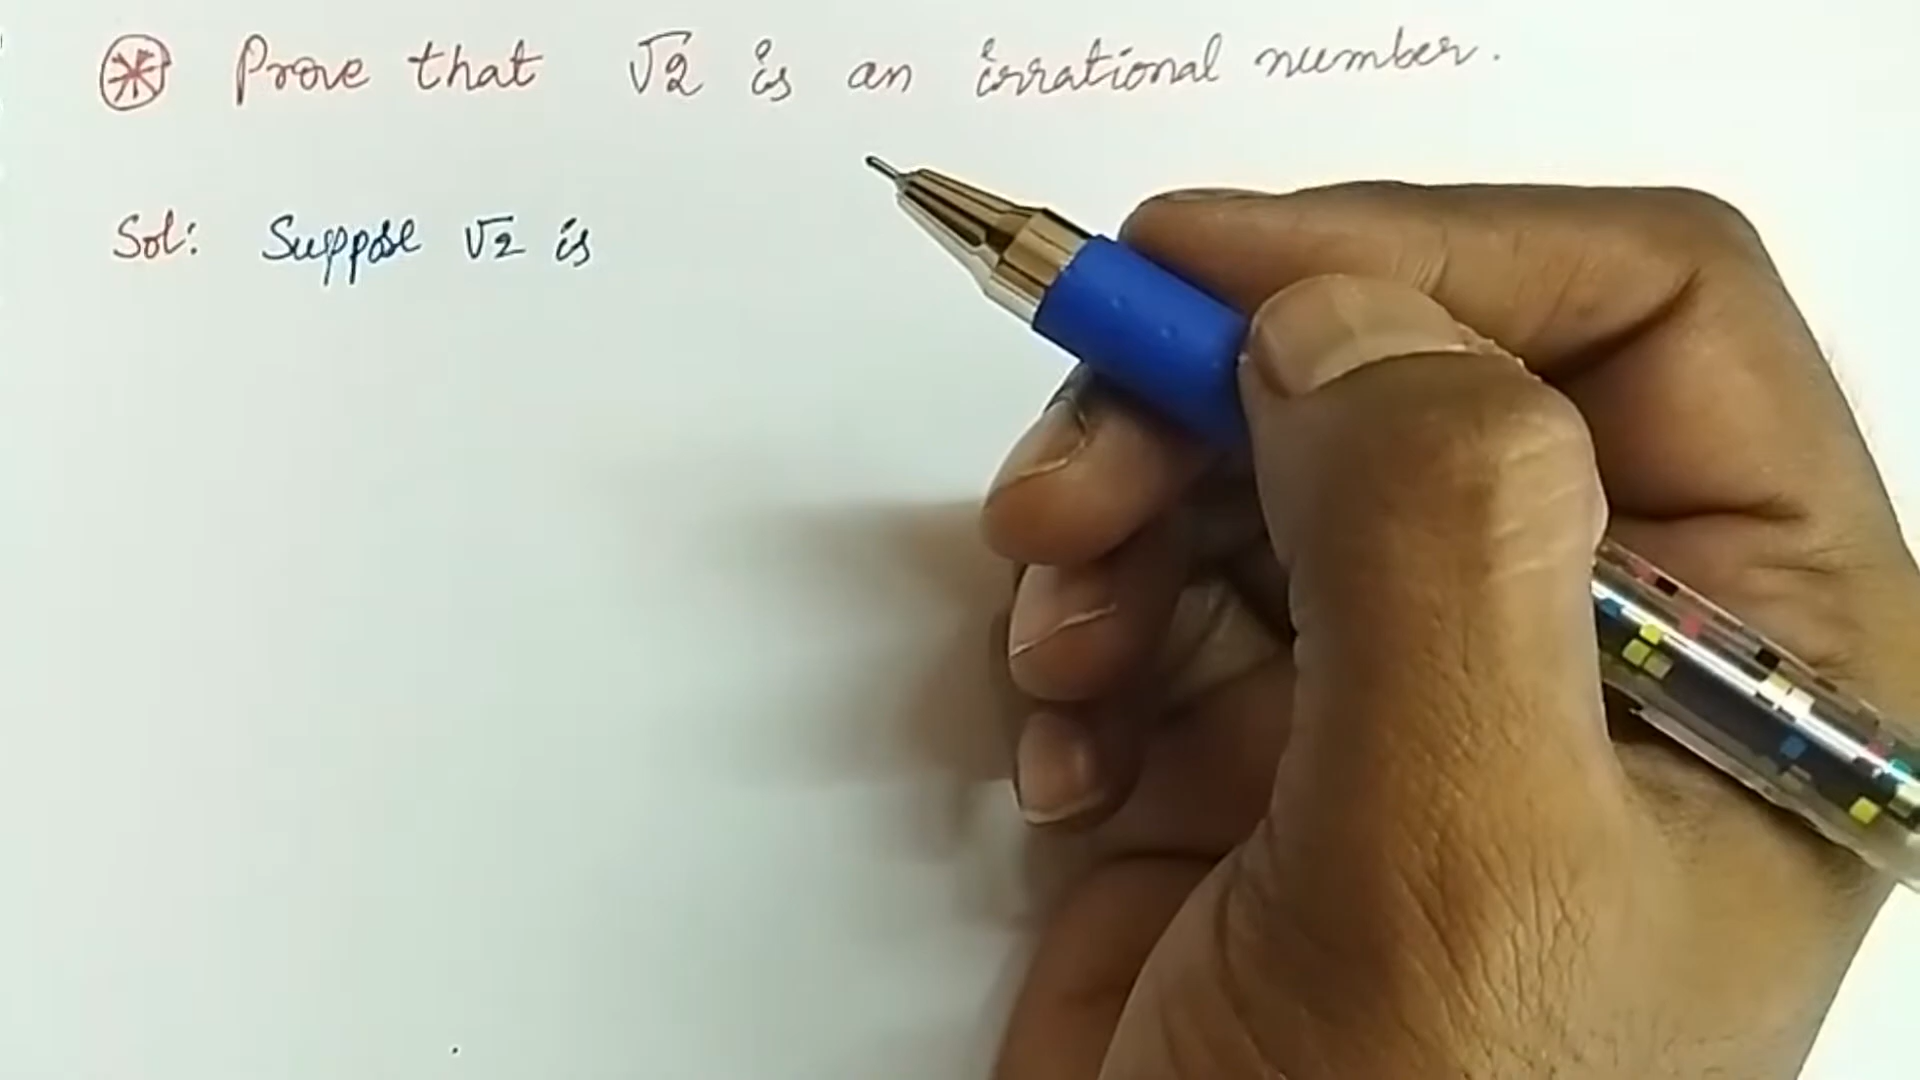 Prove that √2 is an irrational number.
Sol: Suppose √2 is